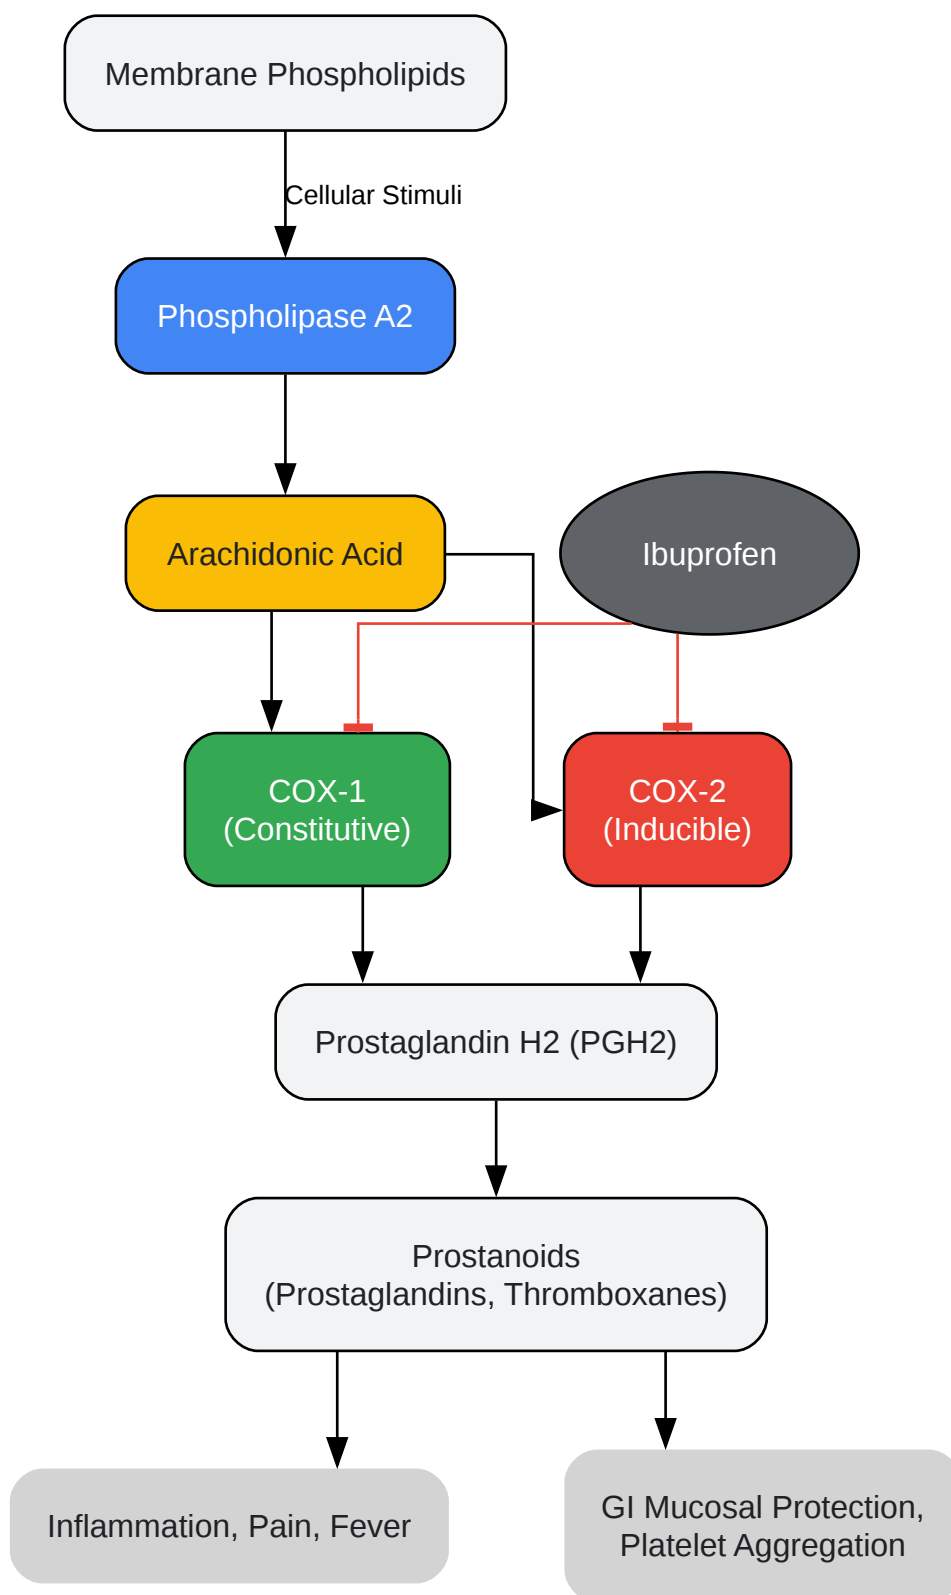 Membrane Phospholipids
Cellular Stimuli
Phospholipase A2
Arachidonic Acid
Ibuprofen
COX-1
(Constitutive)
COX-2
(Inducible)
Prostaglandin H2 (PGH2)
Prostanoids
(Prostaglandins, Thromboxanes)
Inflammation, Pain, Fever
GI Mucosal Protection,
Platelet Aggregation